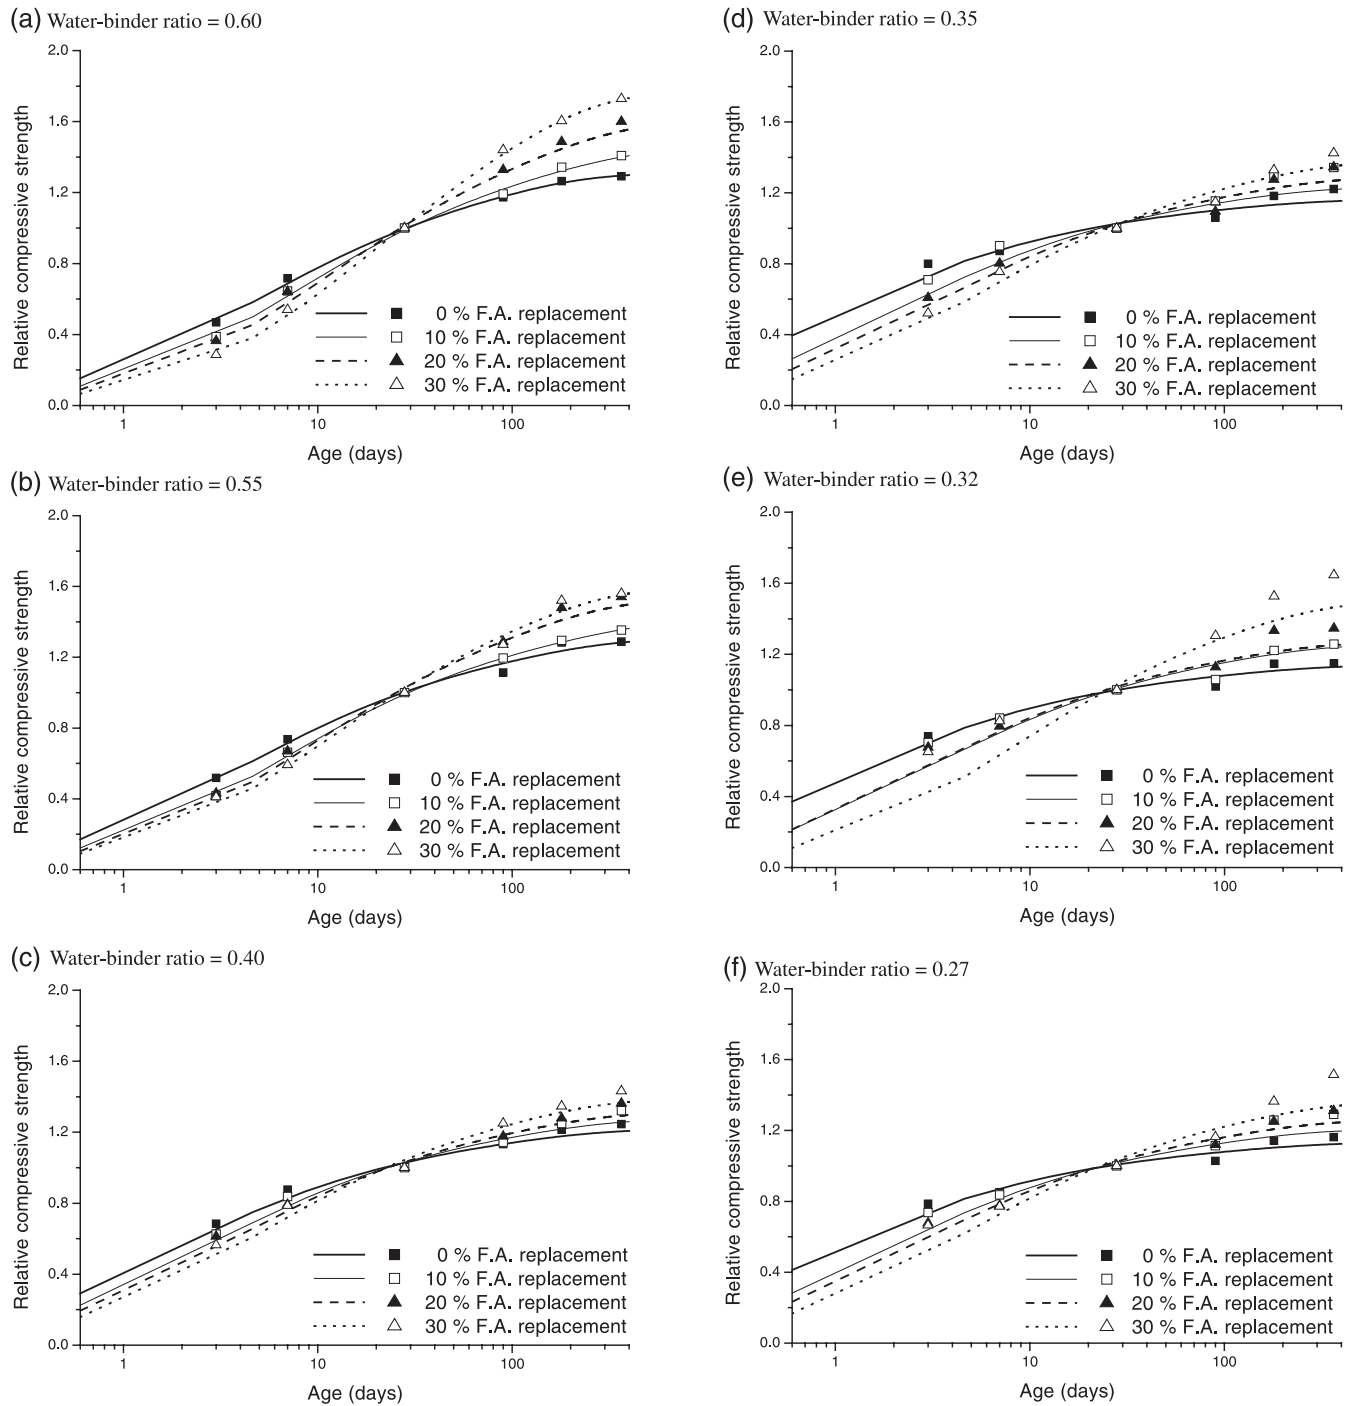 (a) Water-binder ratio = 0.60
2.0
1.6
1.2
0.8
0.4
0.0
Relative compressive strength
0 % F.A. replacement
10 % F.A. replacement
20 % F.A. replacement
30 % F.A. replacement
1 10 100
Age (days)
(b) Water-binder ratio = 0.55
2.0
1.6
1.2
0.8
0.4
0.0
Relative compressive strength
0 % F.A. replacement
10 % F.A. replacement
20 % F.A. replacement
30 % F.A. replacement
1 10 100
Age (days)
(c) Water-binder ratio = 0.40
2.0
1.6
1.2
0.8
0.4
0.0
Relative compressive strength
0 % F.A. replacement
10 % F.A. replacement
20 % F.A. replacement
30 % F.A. replacement
1 10 100
Age (days)
(d) Water-binder ratio = 0.35
2.0
1.6
1.2
0.8
0.4
0.0
Relative compressive strength
0 % F.A. replacement
10 % F.A. replacement
20 % F.A. replacement
30 % F.A. replacement
1 10 100
Age (days)
(e) Water-binder ratio = 0.32
2.0
1.6
1.2
0.8
0.4
0.0
Relative compressive strength
0 % F.A. replacement
10 % F.A. replacement
20 % F.A. replacement
30 % F.A. replacement
1 10 100
Age (days)
(f) Water-binder ratio = 0.27
2.0
1.6
1.2
0.8
0.4
0.0
Relative compressive strength
0 % F.A. replacement
10 % F.A. replacement
20 % F.A. replacement
30 % F.A. replacement
1 10 100
Age (days)